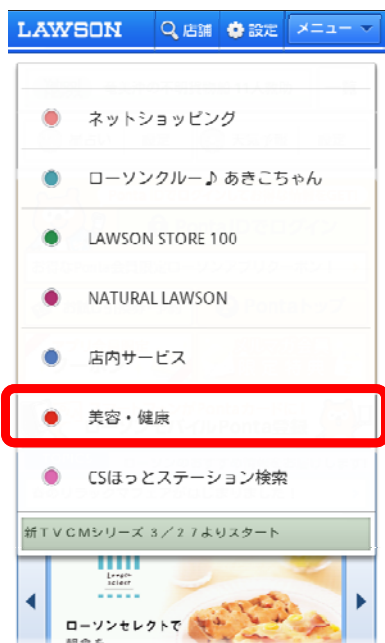 LAWSON 店舗 設定 メニュー
ネットショッピング
ローソンクルー♪ あきこちゃん
LAWSON STORE 100
NATURAL LAWSON
店内サービス
美容・健康
CSほっとステーション検索
新TVCMシリーズ 3/27よりスタート
Lawson
select
ローソンセレクトで